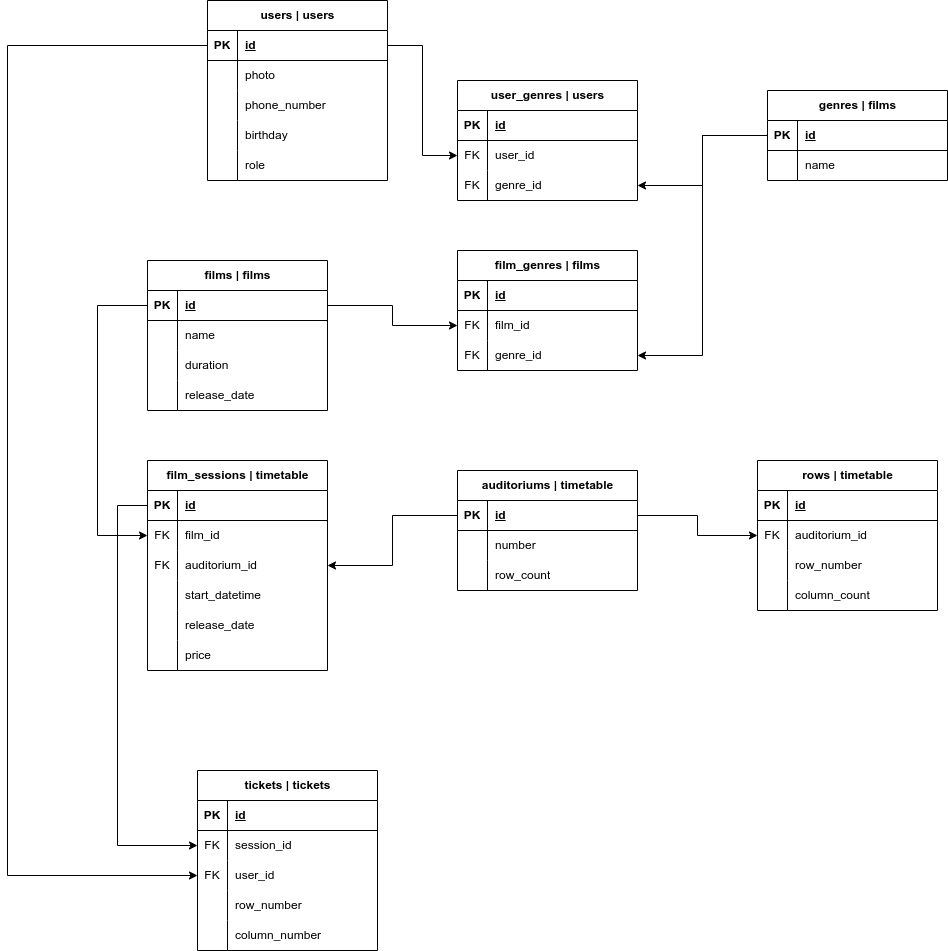 users | users
PK id
photo
phone_number
birthday
role
user_genres | users
PK id
FK user_id
FK genre_id
genres | films
PK id
name
films | films
PK id
name
duration
release_date
film_genres | films
PK id
FK film_id
FK genre_id
film_sessions | timetable
PK id
FK film_id
FK auditorium_id
start_datetime
release_date
price
auditoriums | timetable
PK id
number
row_count
rows | timetable
PK id
FK auditorium_id
row_number
column_count
tickets | tickets
PK id
FK session_id
FK user_id
row_number
column_number